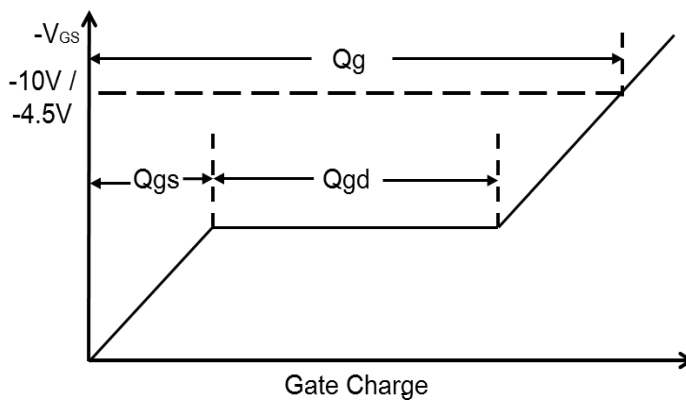 -VGS
Qg
-10V /
-4.5V
Qgs
Qgd
Gate Charge